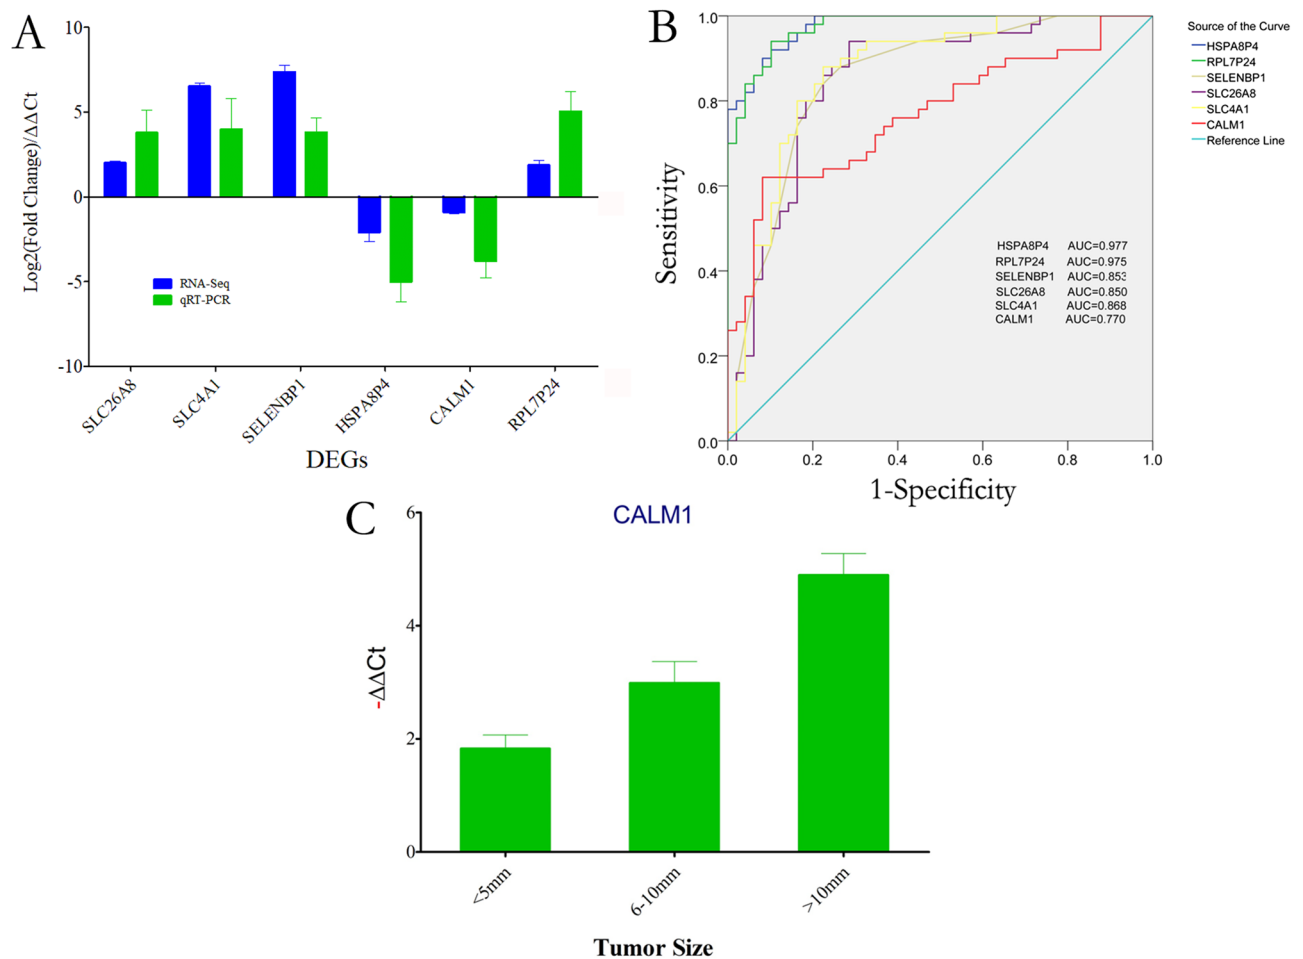 A
10
5
0
-5
-10
Log2(Fold Change)/ΔΔCt
RNA-Seq
qRT-PCR
SLC26A8
SLC4A1
SELENBP1
HSPA8P4
CALM1
RPL7P24
DEGs
B
1.0
0.8
0.6
0.4
0.2
0.0
Sensitivity
0.0 0.2 0.4 0.6 0.8 1.0
1-Specificity
HSPA8P4 AUC=0.977
RPL7P24 AUC=0.975
SELENBP1 AUC=0.853
SLC26A8 AUC=0.850
SLC4A1 AUC=0.868
CALM1 AUC=0.770
Source of the Curve
HSPA8P4
RPL7P24
SELENBP1
SLC26A8
SLC4A1
CALM1
Reference Line
C
CALM1
6
4
2
0
-ΔΔCt
<5mm
6-10mm
>10mm
Tumor Size